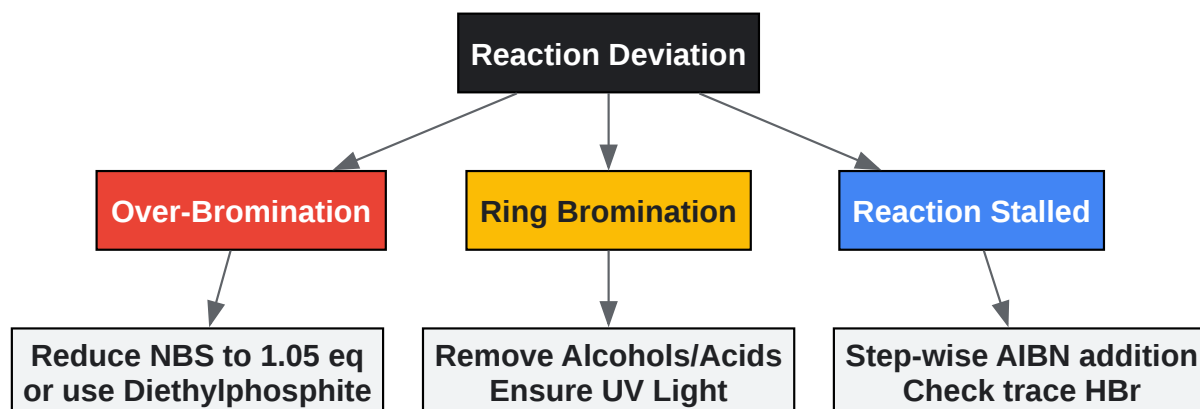 Reaction Deviation
Over-Bromination
Ring Bromination
Reaction Stalled
Reduce NBS to 1.05 eq
or use Diethylphosphite
Remove Alcohols/Acids
Ensure UV Light
Step-wise AIBN addition
Check trace HBr